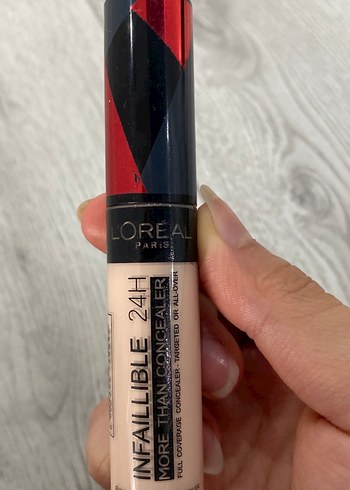 L'ORÉAL
PARIS
INFAILLIBLE 24H
MORE THAN CONCEALER
FULL COVERAGE CONCEALER - TARGETED OR ALL-OVER